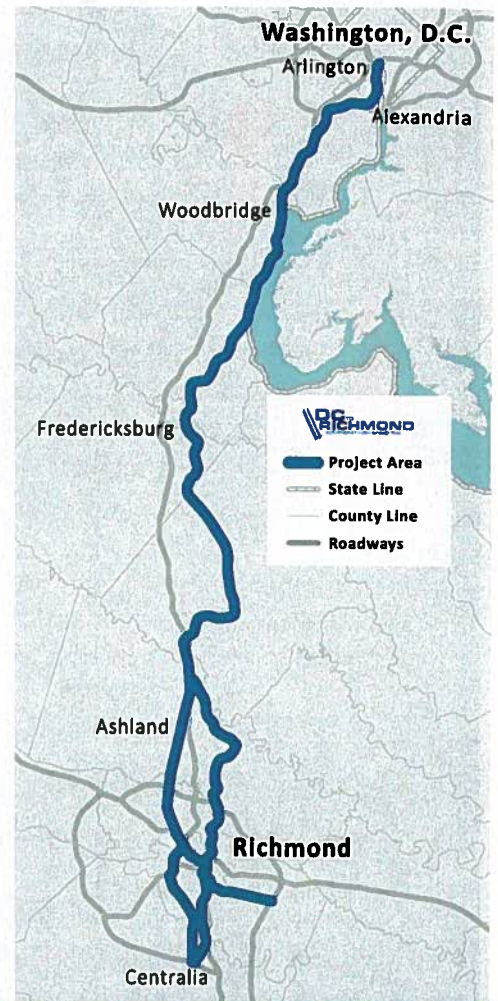 Washington, D.C.
Arlington
Alexandria
Woodbridge
Fredericksburg
DC
RICHMOND
Project Area
State Line
County Line
Roadways
Ashland
Richmond
Centralia